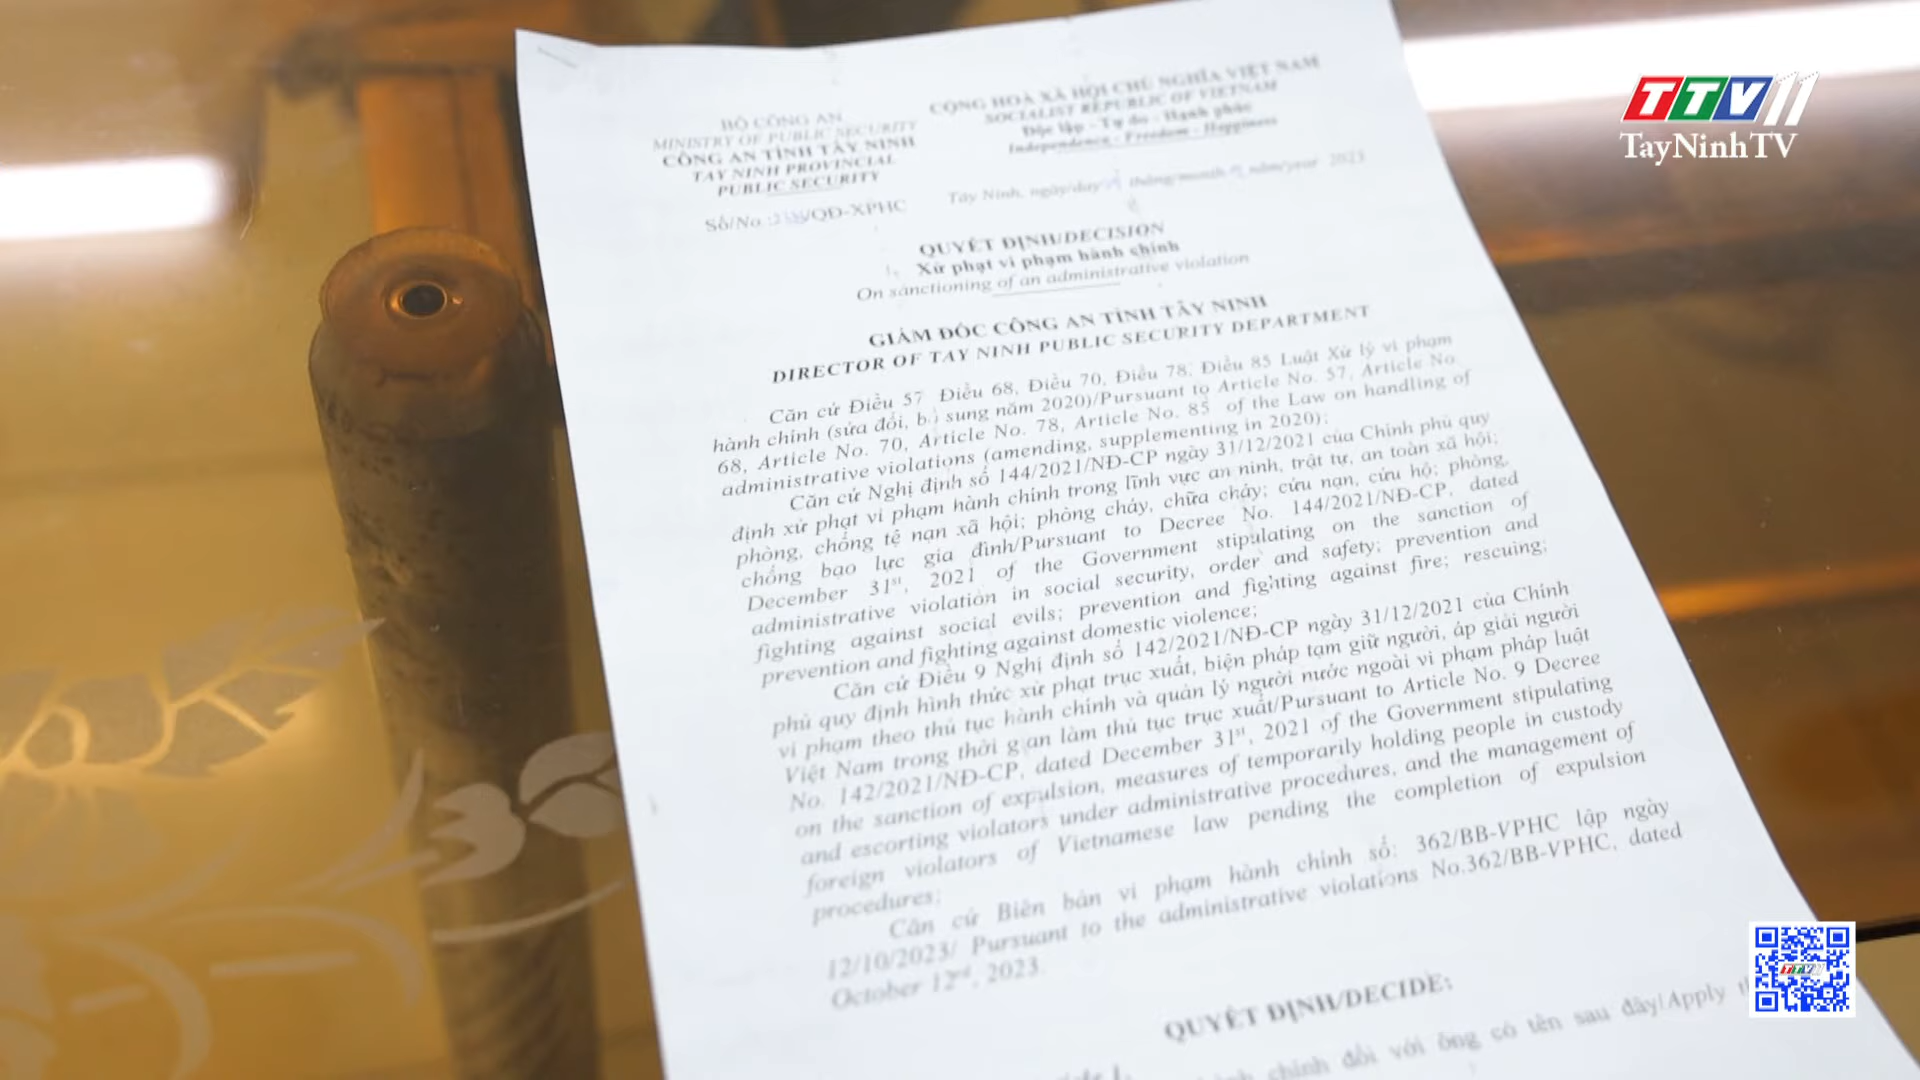 BỘ CÔNG AN
MINISTRY OF PUBLIC SECURITY
CÔNG AN TỈNH TÂY NINH
TAY NINH PROVINCIAL
PUBLIC SECURITY
Số/No.: /QĐ-XPHC
CỘNG HOÀ XÃ HỘI CHỦ NGHĨA VIỆT NAM
SOCIALIST REPUBLIC OF VIETNAM
Độc lập - Tự do - Hạnh phúc
Independence - Freedom - Happiness
Tây Ninh, ngày/day tháng/month năm/year 2023
QUYẾT ĐỊNH/DECISION
Xử phạt vi phạm hành chính
On sanctioning of an administrative violation
GIÁM ĐỐC CÔNG AN TỈNH TÂY NINH
DIRECTOR OF TAY NINH PUBLIC SECURITY DEPARTMENT
Căn cứ Điều 57 Điều 68, Điều 70, Điều 78; Điều 85 Luật Xử lý vi phạm
hành chính (sửa đổi, b sung năm 2020)/Pursuant to Article No. 57, Article No
68, Article No. 70, Article No. 78, Article No. 85 of the Law on handling of
administrative violations (amending, supplementing in 2020);
Căn cứ Nghị định số 144/2021/NĐ-CP ngày 31/12/2021 của Chính phủ quy
định xử phạt vi phạm hành chính trong lĩnh vực an ninh, trật tự, an toàn xã hội;
phòng, chống tệ nạn xã hội; phòng cháy, chữa cháy; cứu nạn, cứu hộ; phòng,
chống bạo lực gia đình/Pursuant to Decree No. 144/2021/NĐ-CP, dated
December 31st, 2021 of the Government stipulating on the sanction of
administrative violation in social security, order and safety; prevention and
fighting against social evils; prevention and fighting against fire; rescuing;
prevention and fighting against domestic violence;
Căn cứ Điều 9 Nghị định số 142/2021/NĐ-CP ngày 31/12/2021 của Chính
phủ quy định hình thức xử phạt trục xuất, biện pháp tạm giữ người, áp giải người
vi phạm theo thủ tục hành chính và quản lý người nước ngoài vi phạm pháp luật
Việt Nam trong thời gian làm thủ tục trục xuất/Pursuant to Article No. 9 Decree
No. 142/2021/NĐ-CP, dated December 31st, 2021 of the Government stipulating
on the sanction of expulsion, measures of temporarily holding people in custody
and escorting violators under administrative procedures, and the management of
foreign violators of Vietnamese law pending the completion of expulsion
procedures;
Căn cứ Biên bản vi phạm hành chính số: 362/BB-VPHC lập ngày
12/10/2023/ Pursuant to the administrative violations No.362/BB-VPHC, dated
October 12nd, 2023.
QUYẾT ĐỊNH/DECIDE:
chính đối với ông có tên sau đây/Apply
TTV11
TayNinhTV
TTV11